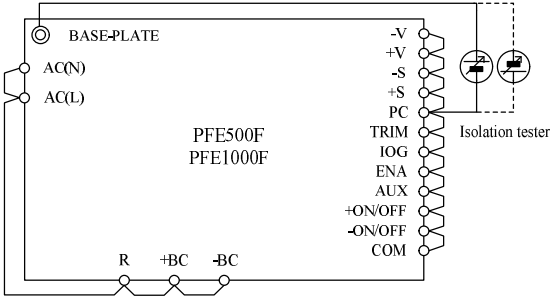 BASE-PLATE
AC(N)
AC(L)
PFE500F
PFE1000F
-V
+V
-S
+S
PC
TRIM
IOG
ENA
AUX
+ON/OFF
-ON/OFF
COM
Isolation tester
R
+BC
-BC